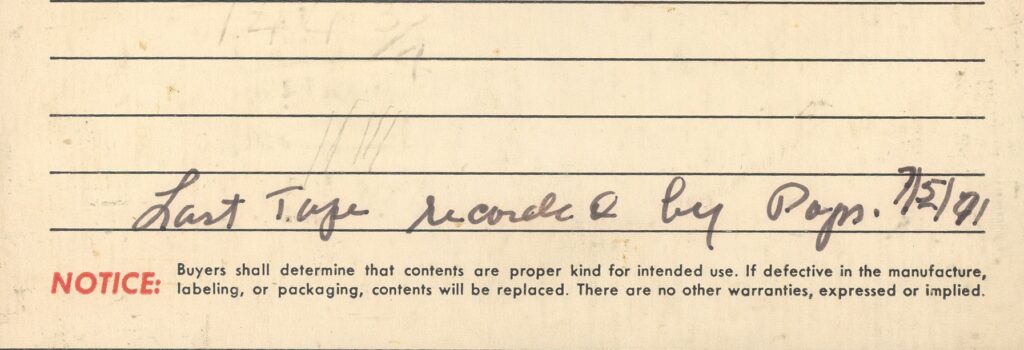 Last Tape recorded by Pops. 7/5/71
NOTICE: Buyers shall determine that contents are proper kind for intended use. If defective in the manufacture,
labeling, or packaging, contents will be replaced. There are no other warranties, expressed or implied.